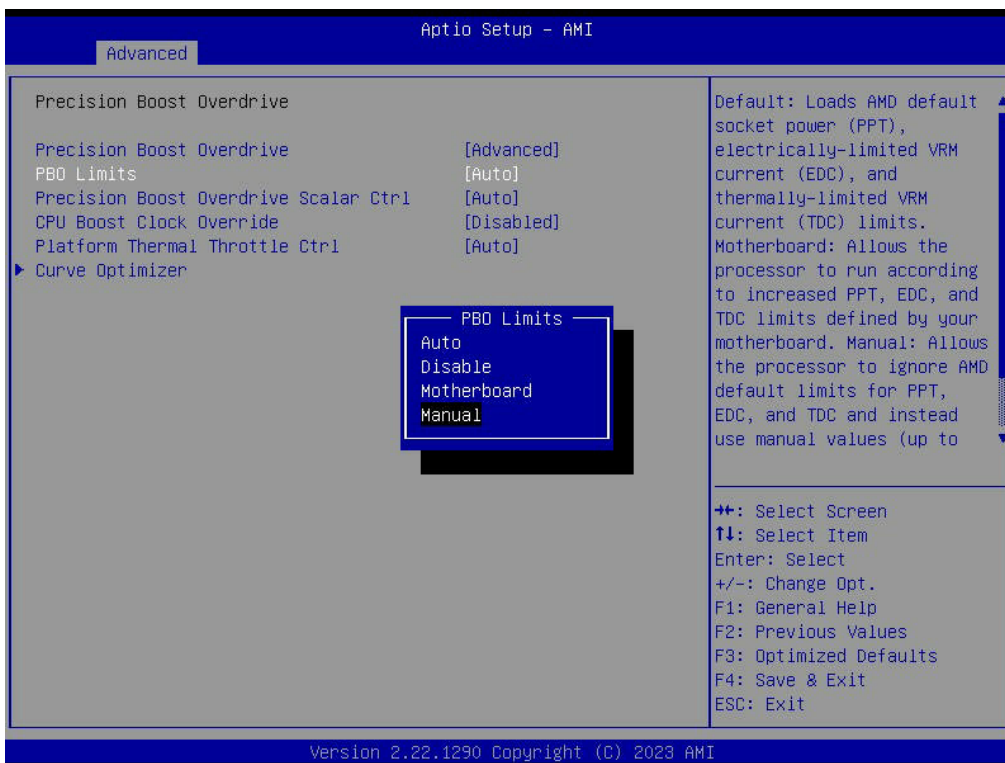 Aptio Setup - AMI
Advanced
Precision Boost Overdrive
Precision Boost Overdrive [Advanced]
PBO Limits [Auto]
Precision Boost Overdrive Scalar Ctrl [Auto]
CPU Boost Clock Override [Disabled]
Platform Thermal Throttle Ctrl [Auto]
Curve Optimizer
PBO Limits
Auto
Disable
Motherboard
Manual
Default: Loads AMD default
socket power (PPT),
electrically-limited VRM
current (EDC), and
thermally-limited VRM
current (TDC) limits.
Motherboard: Allows the
processor to run according
to increased PPT, EDC, and
TDC limits defined by your
motherboard. Manual: Allows
the processor to ignore AMD
default limits for PPT,
EDC, and TDC and instead
use manual values (up to
→←: Select Screen
↑↓: Select Item
Enter: Select
+/-: Change Opt.
F1: General Help
F2: Previous Values
F3: Optimized Defaults
F4: Save & Exit
ESC: Exit
Version 2.22.1290 Copyright (C) 2023 AMI